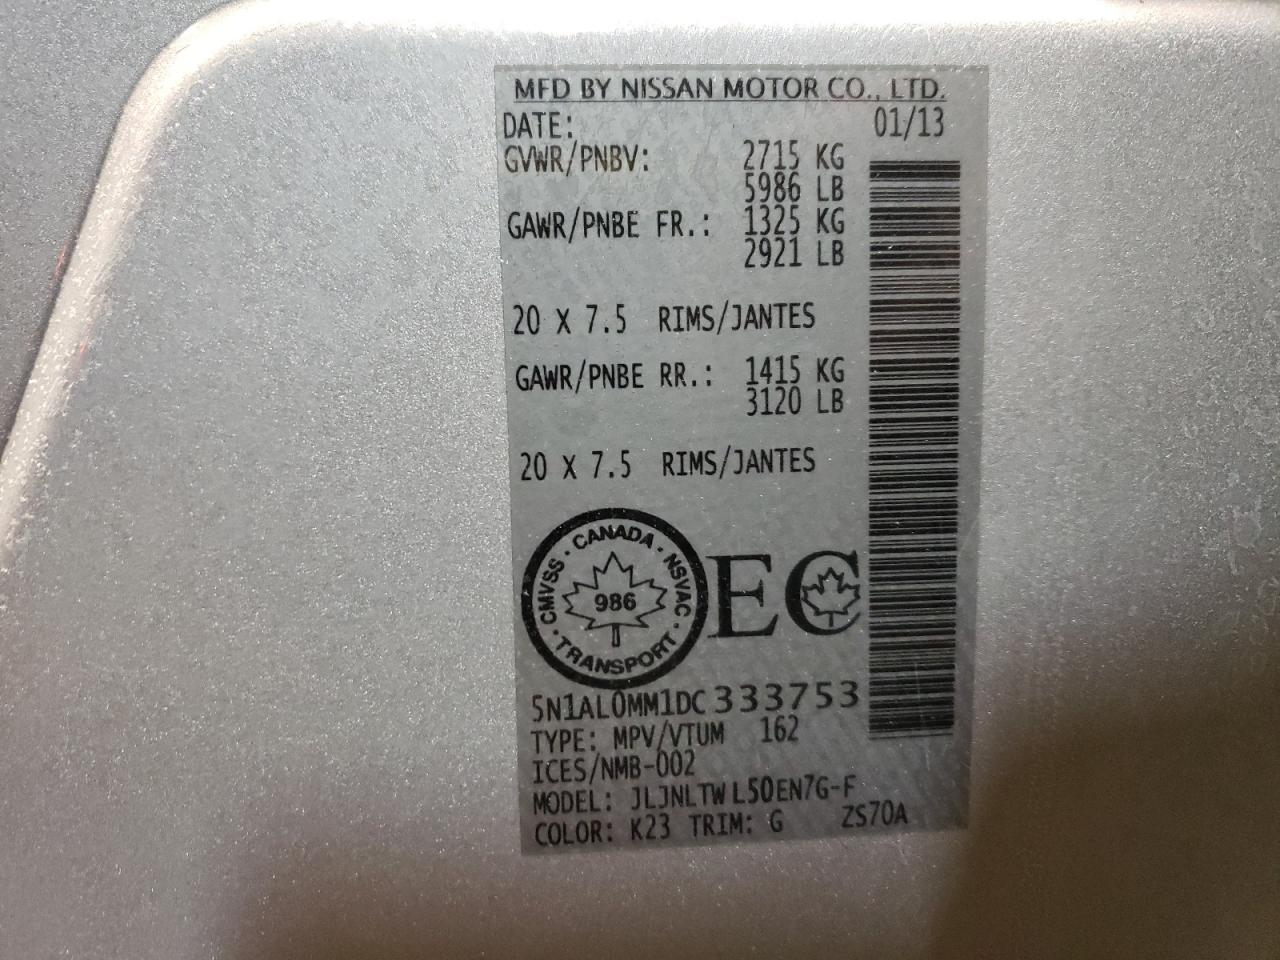 MFD BY NISSAN MOTOR CO., LTD.
DATE: 01/13
GVWR/PNBV: 2715 KG
5986 LB
GAWR/PNBE FR.: 1325 KG
2921 LB
20 X 7.5 RIMS/JANTES
GAWR/PNBE RR.: 1415 KG
3120 LB
20 X 7.5 RIMS/JANTES
CMVSS · CANADA · NSVAC · TRANSPORT ·
986
EC
5N1AL0MM1DC333753
TYPE: MPV/VTUM 162
ICES/NMB-002
MODEL: JLJNLTWL50EN7G-F
COLOR: K23 TRIM: G ZS70A